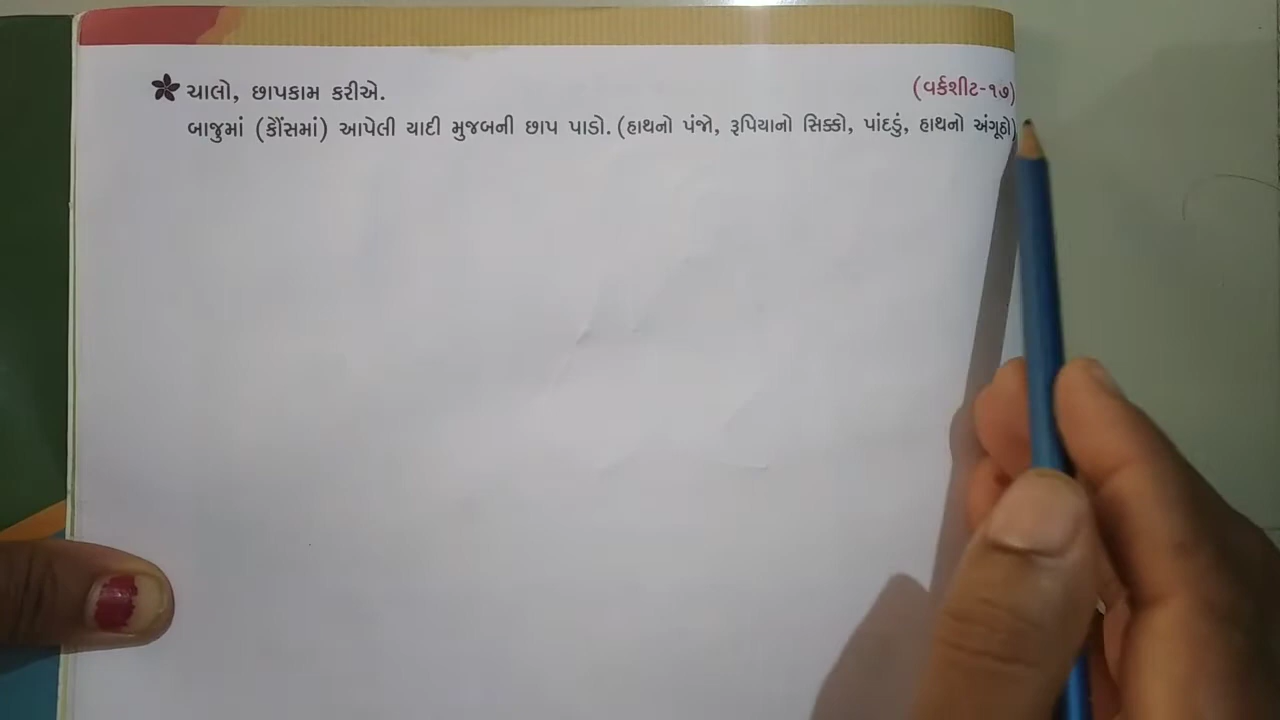 ચાલો, છાપકામ કરીએ. (વર્કશીટ-૧૭)
બાજુમાં (કૌંસમાં) આપેલી યાદી મુજબની છાપ પાડો. (હાથનો પંજો, રૂપિયાનો સિક્કો, પાંદડું, હાથનો અંગૂઠો)